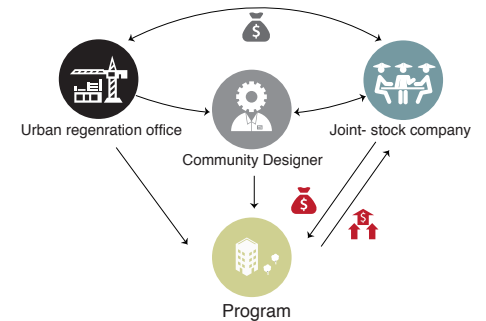 $
Urban regenration office
Joint- stock company
Community Designer
$
$
Program